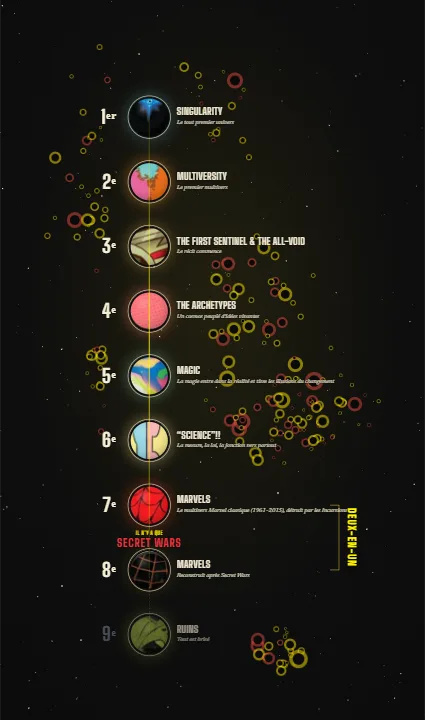 1er
SINGULARITY
Le tout premier univers
2e
MULTIVERSITY
Le premier multivers
3e
THE FIRST SENTINEL & THE ALL-VOID
Le récit commence
4e
THE ARCHETYPES
Un cosmos peuplé d'idées vivantes
5e
MAGIC
La magie entre dans la réalité et tisse les illusions du changement
6e
"SCIENCE"!!
La mesure, la loi, la fonction vers partout
7e
MARVELS
Le multivers Marvel classique (1961-2015), détruit par les Incursions
IL N'Y A QUE
SECRET WARS
DEUX-EN-UN
8e
MARVELS
Reconstruit après Secret Wars
9e
RUINS
Tout est brisé